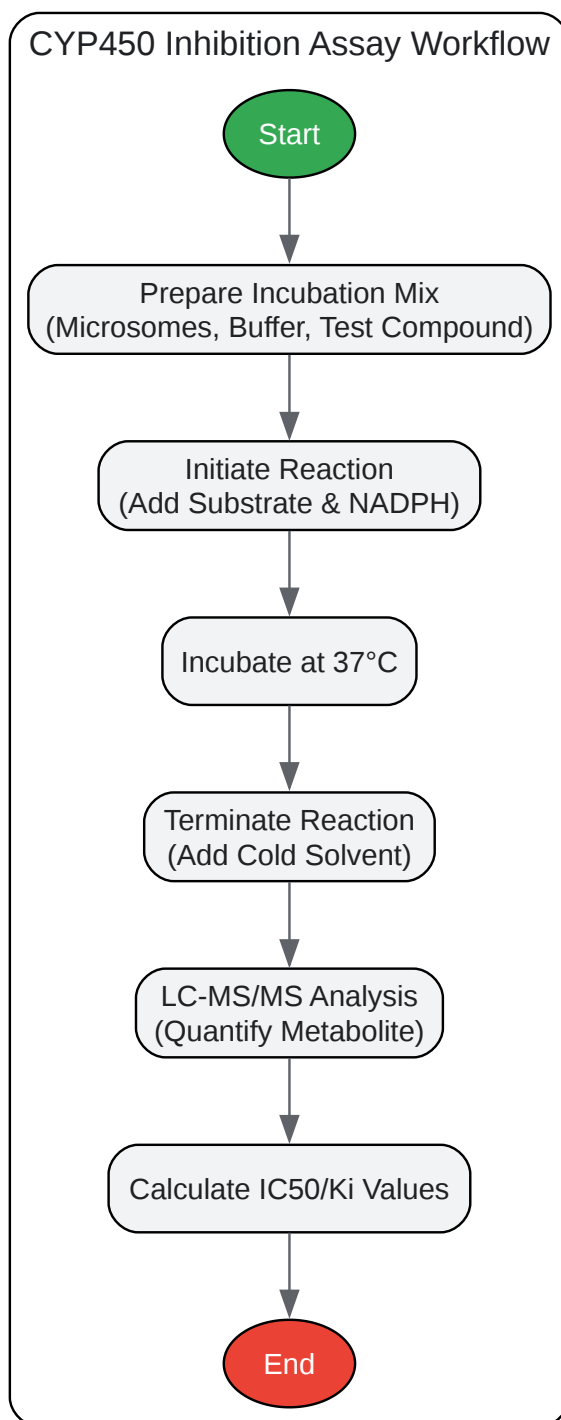 CYP450 Inhibition Assay Workflow
Start
Prepare Incubation Mix
(Microsomes, Buffer, Test Compound)
Initiate Reaction
(Add Substrate & NADPH)
Incubate at 37°C
Terminate Reaction
(Add Cold Solvent)
LC-MS/MS Analysis
(Quantify Metabolite)
Calculate IC50/Ki Values
End